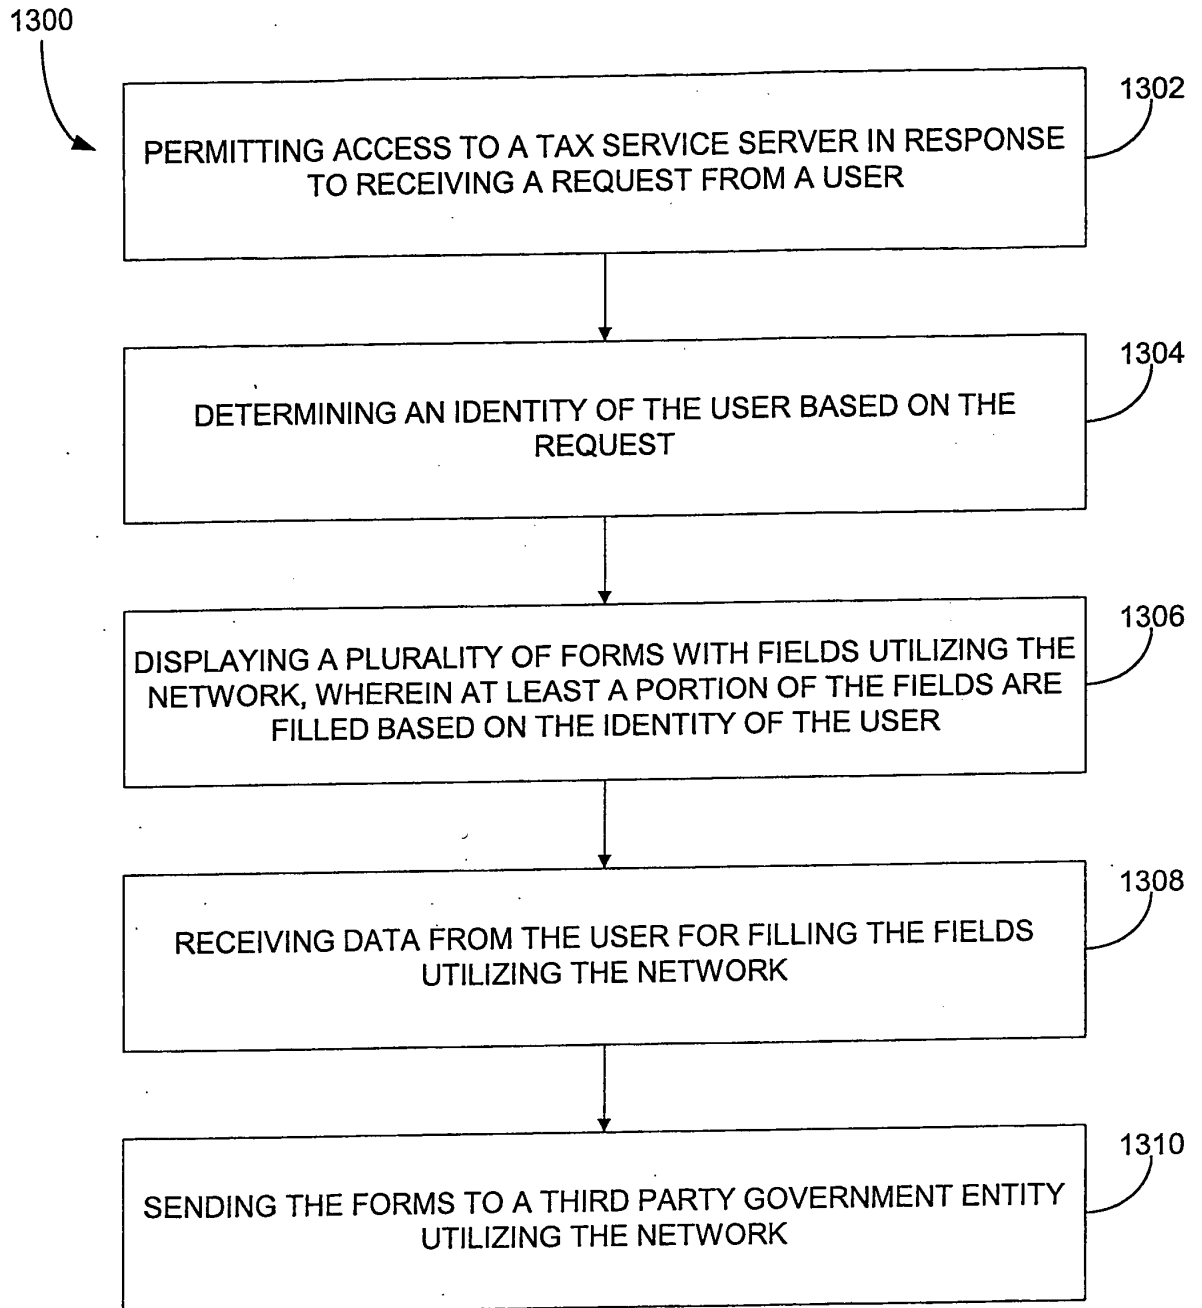 1300
1302
PERMITTING ACCESS TO A TAX SERVICE SERVER IN RESPONSE
TO RECEIVING A REQUEST FROM A USER
1304
DETERMINING AN IDENTITY OF THE USER BASED ON THE
REQUEST
1306
DISPLAYING A PLURALITY OF FORMS WITH FIELDS UTILIZING THE
NETWORK, WHEREIN AT LEAST A PORTION OF THE FIELDS ARE
FILLED BASED ON THE IDENTITY OF THE USER
1308
RECEIVING DATA FROM THE USER FOR FILLING THE FIELDS
UTILIZING THE NETWORK
1310
SENDING THE FORMS TO A THIRD PARTY GOVERNMENT ENTITY
UTILIZING THE NETWORK